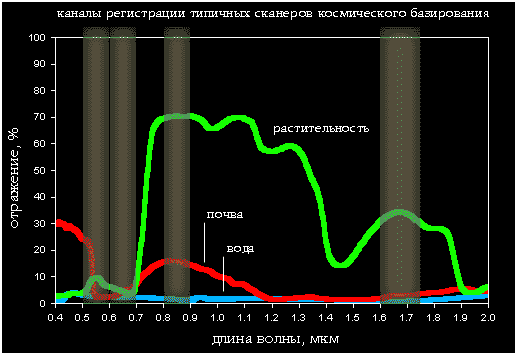 каналы регистрации типичных сканеров космического базирования
отражение, %
100
90
80
70
60
50
40
30
20
10
0
растительность
почва
вода
0.4 0.5 0.6 0.7 0.8 0.9 1.0 1.1 1.2 1.3 1.4 1.5 1.6 1.7 1.8 1.9 2.0
длина волны, мкм